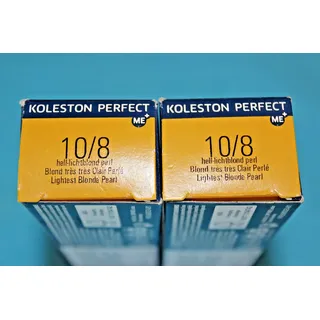 KOLESTON PERFECT
ME+
10/8
hell-lichtblond perl
Blond très très Clair Perlé
Lightest Blonde Pearl
KOLESTON PERFECT
ME+
10/8
hell-lichtblond perl
Blond très très Clair Perlé
Lightest Blonde Pearl